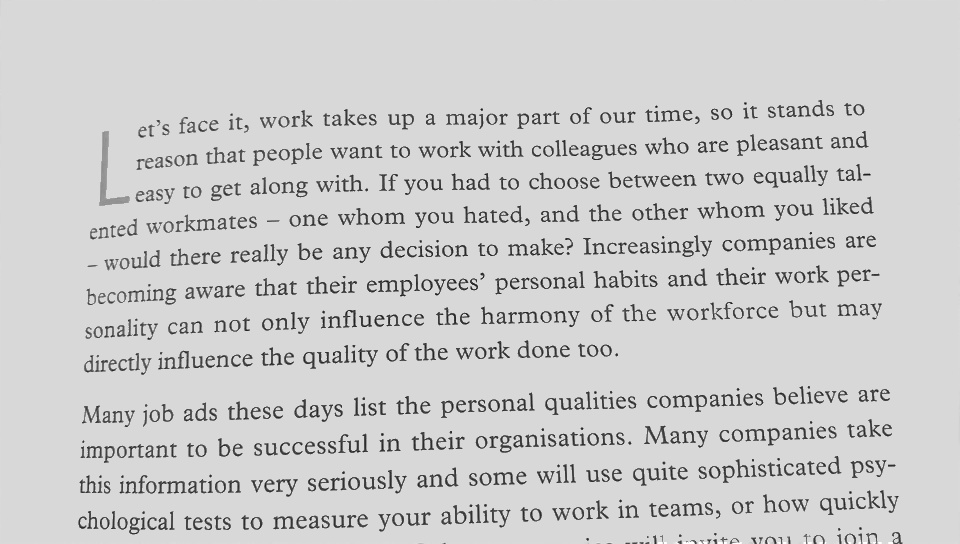 Let's face it, work takes up a major part of our time, so it stands to
reason that people want to work with colleagues who are pleasant and
easy to get along with. If you had to choose between two equally tal-
ented workmates – one whom you hated, and the other whom you liked
– would there really be any decision to make? Increasingly companies are
becoming aware that their employees' personal habits and their work per-
sonality can not only influence the harmony of the workforce but may
directly influence the quality of the work done too.
Many job ads these days list the personal qualities companies believe are
important to be successful in their organisations. Many companies take
this information very seriously and some will use quite sophisticated psy-
chological tests to measure your ability to work in teams, or how quickly
will invite you to join a